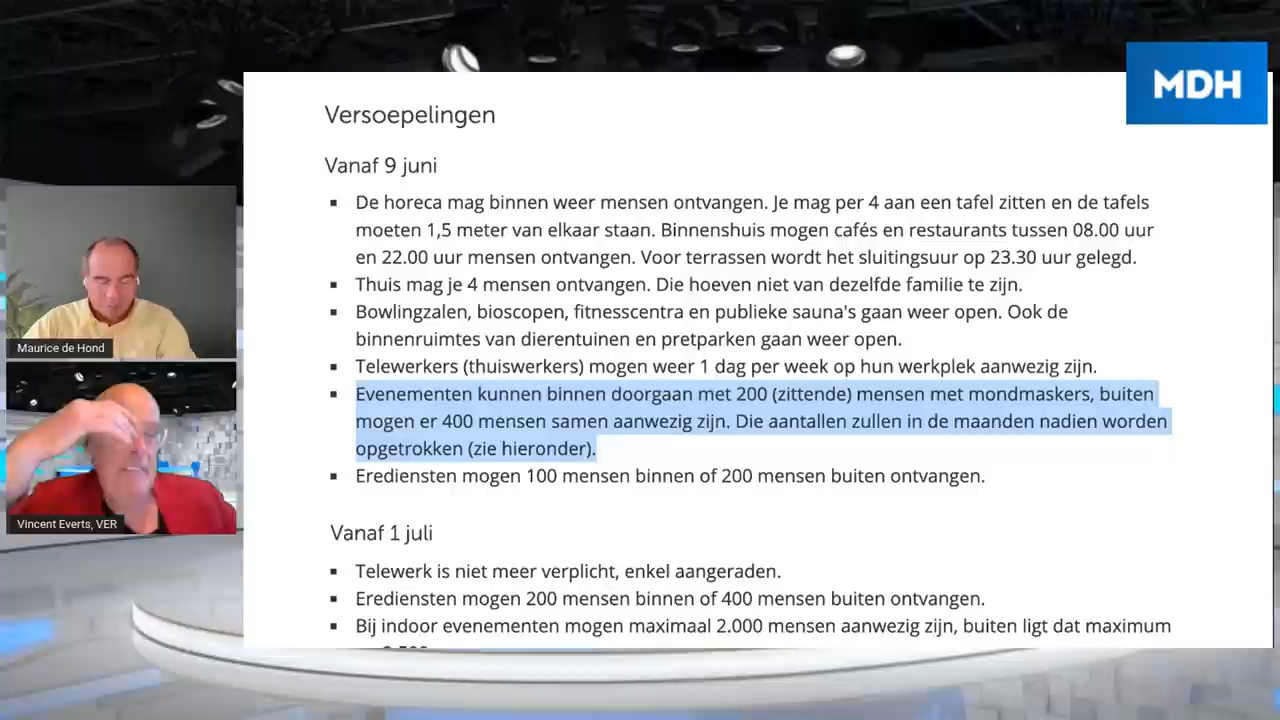 MDH
Versoepelingen
Vanaf 9 juni
De horeca mag binnen weer mensen ontvangen. Je mag per 4 aan een tafel zitten en de tafels
moeten 1,5 meter van elkaar staan. Binnenshuis mogen cafés en restaurants tussen 08.00 uur
en 22.00 uur mensen ontvangen. Voor terrassen wordt het sluitingsuur op 23.30 uur gelegd.
Thuis mag je 4 mensen ontvangen. Die hoeven niet van dezelfde familie te zijn.
Bowlingzalen, bioscopen, fitnesscentra en publieke sauna's gaan weer open. Ook de
binnenruimtes van dierentuinen en pretparken gaan weer open.
Telewerkers (thuiswerkers) mogen weer 1 dag per week op hun werkplek aanwezig zijn.
Evenementen kunnen binnen doorgaan met 200 (zittende) mensen met mondmaskers, buiten
mogen er 400 mensen samen aanwezig zijn. Die aantallen zullen in de maanden nadien worden
opgetrokken (zie hieronder).
Erediensten mogen 100 mensen binnen of 200 mensen buiten ontvangen.
Vanaf 1 juli
Telewerk is niet meer verplicht, enkel aangeraden.
Erediensten mogen 200 mensen binnen of 400 mensen buiten ontvangen.
Bij indoor evenementen mogen maximaal 2.000 mensen aanwezig zijn, buiten ligt dat maximum
Maurice de Hond
Vincent Everts, VER